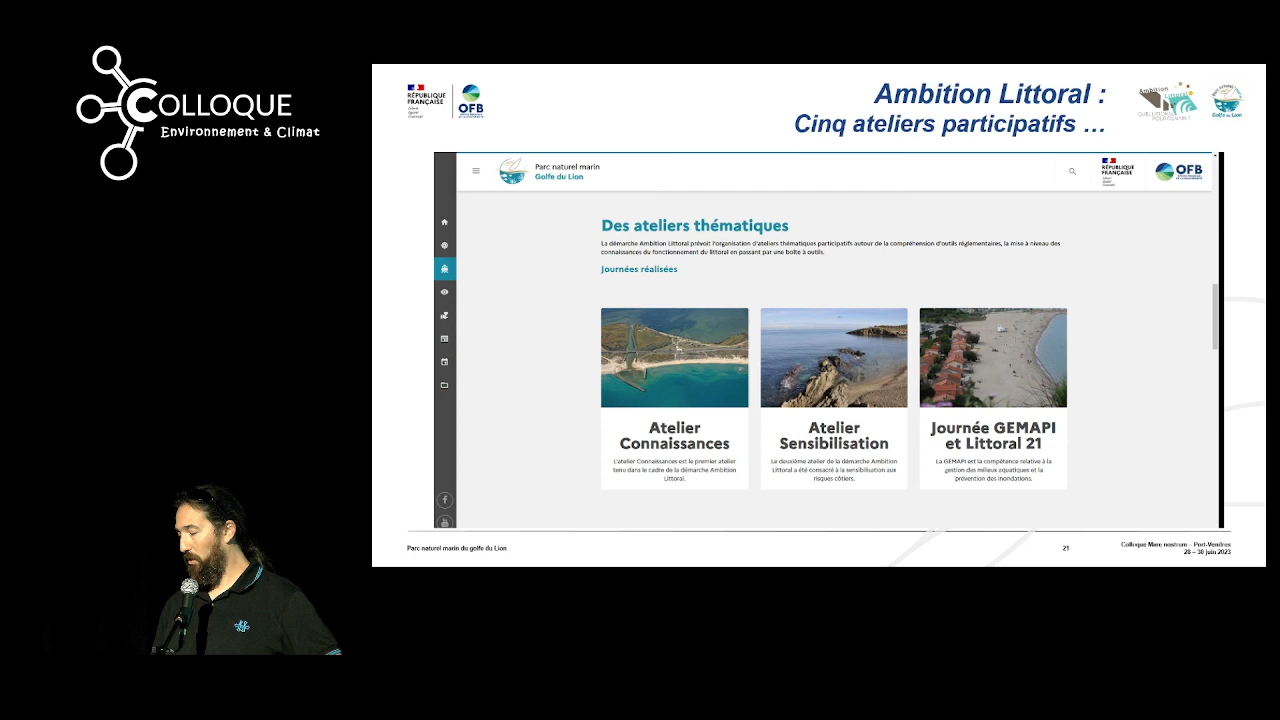 COLLOQUE
Environnement & Climat
RÉPUBLIQUE
FRANÇAISE
OFB
Ambition Littoral :
Cinq ateliers participatifs …
Ambition
Littoral
Golfe du Lion
Parc naturel marin
Golfe du Lion
RÉPUBLIQUE
FRANÇAISE
OFB
Des ateliers thématiques
La démarche Ambition Littoral prévoit l'organisation d'ateliers thématiques participatifs autour de la compréhension d'outils réglementaires, la mise à niveau des
connaissances du fonctionnement du littoral en passant par une boîte à outils.
Journées réalisées
Atelier
Connaissances
L'atelier Connaissances est le premier atelier
tenu dans le cadre de la démarche Ambition
Littoral.
Atelier
Sensibilisation
Le deuxième atelier de la démarche Ambition
Littoral a été consacré à la sensibilisation aux
risques côtiers.
Journée GEMAPI
et Littoral 21
La GEMAPI est la compétence relative à la
gestion des milieux aquatiques et la
prévention des inondations.
Parc naturel marin du golfe du Lion
21
Colloque Mare nostrum – Port-Vendres
28 – 30 juin 2023